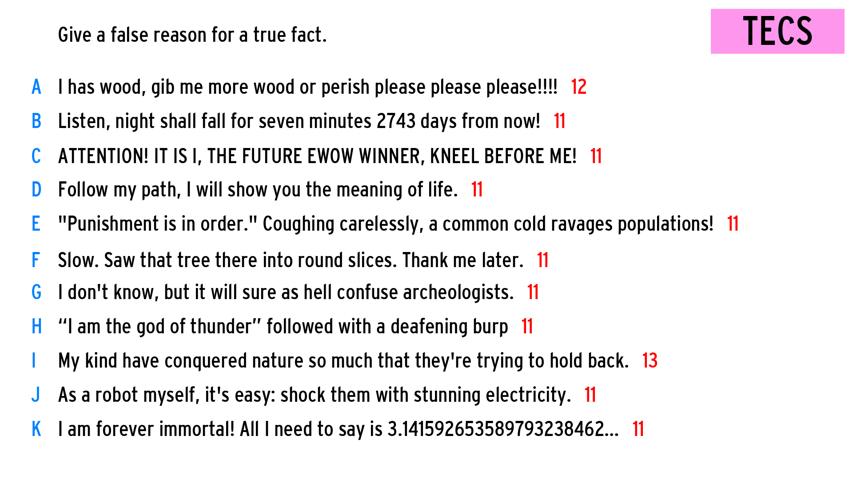 Give a false reason for a true fact.
TECS
A I has wood, gib me more wood or perish please please please!!!! 12
B Listen, night shall fall for seven minutes 2743 days from now! 11
C ATTENTION! IT IS I, THE FUTURE EWOW WINNER, KNEEL BEFORE ME! 11
D Follow my path, I will show you the meaning of life. 11
E "Punishment is in order." Coughing carelessly, a common cold ravages populations! 11
F Slow. Saw that tree there into round slices. Thank me later. 11
G I don't know, but it will sure as hell confuse archeologists. 11
H “I am the god of thunder” followed with a deafening burp 11
I My kind have conquered nature so much that they're trying to hold back. 13
J As a robot myself, it's easy: shock them with stunning electricity. 11
K I am forever immortal! All I need to say is 3.141592653589793238462... 11